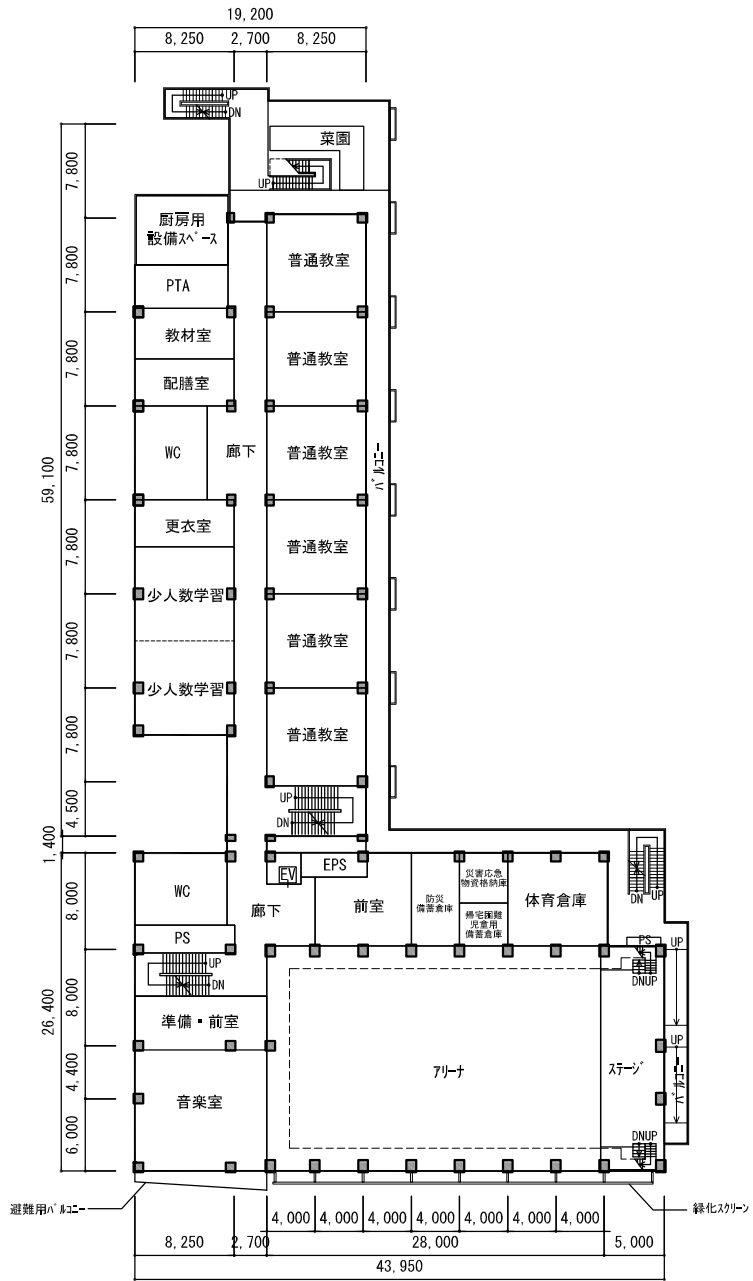 19,200
8,250
2,700
8,250
UP
DN
菜園
UP
7,800
7,800
7,800
7,800
7,800
7,800
7,800
4,500
59,100
1,400
8,000
8,000
4,400
6,000
26,400
厨房用
設備スペース
PTA
教材室
配膳室
WC
廊下
更衣室
少人数学習
少人数学習
普通教室
普通教室
普通教室
普通教室
普通教室
普通教室
バルコニー
UP
DN
EV
EPS
WC
PS
廊下
前室
防災
備蓄倉庫
災害応急
物資格納庫
帰宅困難
児童用
備蓄倉庫
体育倉庫
DN
UP
PS
UP
DNUP
UP
DN
準備・前室
音楽室
アリーナ
ステージ
UP
バルコニー
DNUP
避難用バルコニー
緑化スクリーン
4,000
4,000
4,000
4,000
4,000
4,000
4,000
8,250
2,700
28,000
5,000
43,950